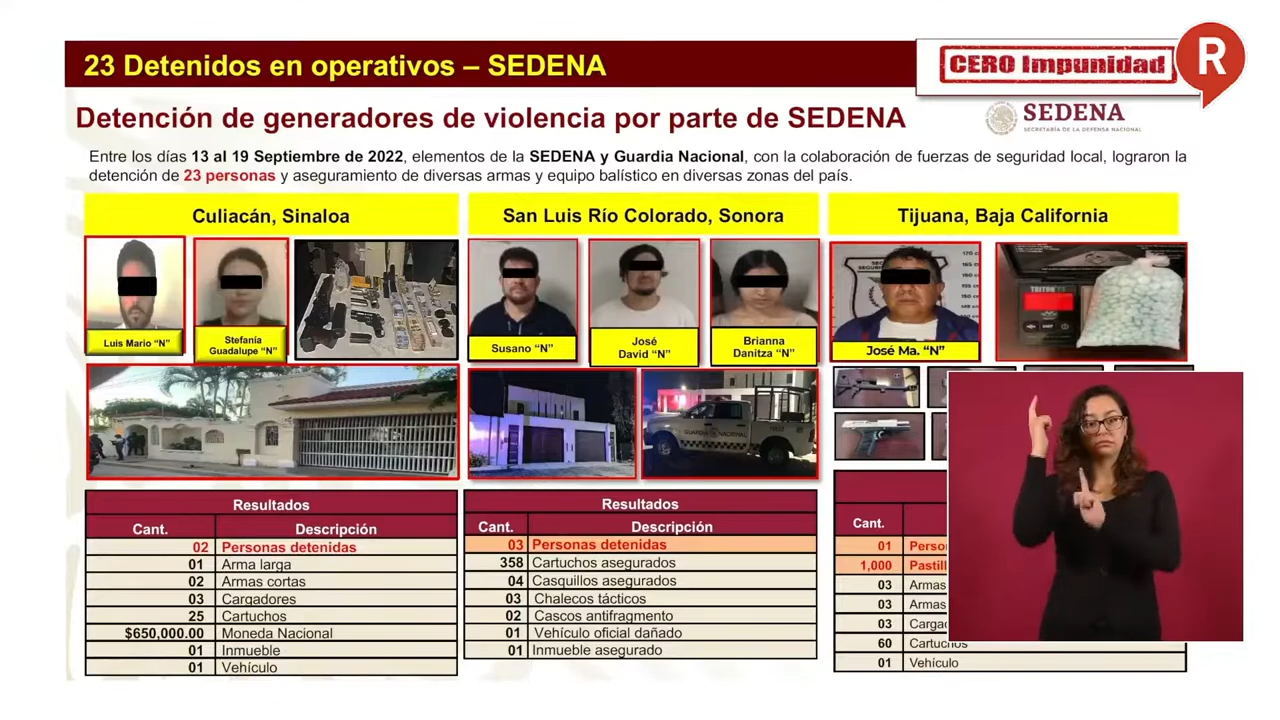 23 Detenidos en operativos – SEDENA
CERO Impunidad
R
Detención de generadores de violencia por parte de SEDENA
SEDENA
SECRETARÍA DE LA DEFENSA NACIONAL
Entre los días 13 al 19 Septiembre de 2022, elementos de la SEDENA y Guardia Nacional, con la colaboración de fuerzas de seguridad local, lograron la
detención de 23 personas y aseguramiento de diversas armas y equipo balístico en diversas zonas del país.
Culiacán, Sinaloa
Luis Mario “N”
Stefanía
Guadalupe “N”
Resultados
Cant. Descripción
02 Personas detenidas
01 Arma larga
02 Armas cortas
03 Cargadores
25 Cartuchos
$650,000.00 Moneda Nacional
01 Inmueble
01 Vehículo
San Luis Río Colorado, Sonora
Susano “N”
José
David “N”
Brianna
Danitza “N”
GUARDIA NACIONAL
Resultados
Cant. Descripción
03 Personas detenidas
358 Cartuchos asegurados
04 Casquillos asegurados
03 Chalecos tácticos
02 Cascos antifragmento
01 Vehículo oficial dañado
01 Inmueble asegurado
Tijuana, Baja California
José Ma. “N”
TRITON
Cant.
01 Perso
1,000 Pastill
03 Armas
03 Armas
03 Carga
60 Cartuchos
01 Vehículo